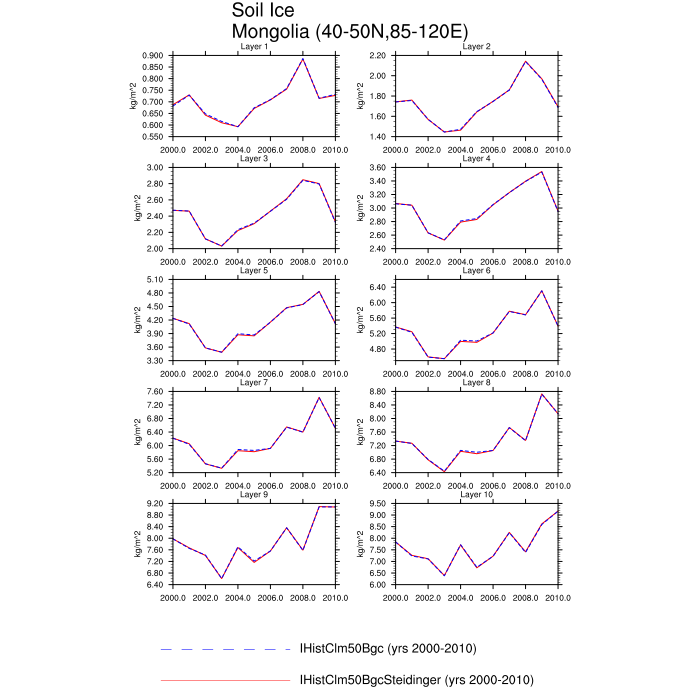 Soil Ice
Mongolia (40-50N,85-120E)
Layer 1
Layer 2
0.900
0.850
0.800
0.750
0.700
0.650
0.600
0.550
kg/m^2
2000.0 2002.0 2004.0 2006.0 2008.0 2010.0
2.20
2.00
1.80
1.60
1.40
kg/m^2
2000.0 2002.0 2004.0 2006.0 2008.0 2010.0
Layer 3
Layer 4
3.00
2.80
2.60
2.40
2.20
2.00
kg/m^2
2000.0 2002.0 2004.0 2006.0 2008.0 2010.0
3.60
3.40
3.20
3.00
2.80
2.60
2.40
kg/m^2
2000.0 2002.0 2004.0 2006.0 2008.0 2010.0
Layer 5
Layer 6
5.10
4.80
4.50
4.20
3.90
3.60
3.30
kg/m^2
2000.0 2002.0 2004.0 2006.0 2008.0 2010.0
6.40
6.00
5.60
5.20
4.80
kg/m^2
2000.0 2002.0 2004.0 2006.0 2008.0 2010.0
Layer 7
Layer 8
7.60
7.20
6.80
6.40
6.00
5.60
5.20
kg/m^2
2000.0 2002.0 2004.0 2006.0 2008.0 2010.0
8.80
8.40
8.00
7.60
7.20
6.80
6.40
kg/m^2
2000.0 2002.0 2004.0 2006.0 2008.0 2010.0
Layer 9
Layer 10
9.20
8.80
8.40
8.00
7.60
7.20
6.80
6.40
kg/m^2
2000.0 2002.0 2004.0 2006.0 2008.0 2010.0
9.50
9.00
8.50
8.00
7.50
7.00
6.50
6.00
kg/m^2
2000.0 2002.0 2004.0 2006.0 2008.0 2010.0
IHistClm50Bgc (yrs 2000-2010)
IHistClm50BgcSteidinger (yrs 2000-2010)